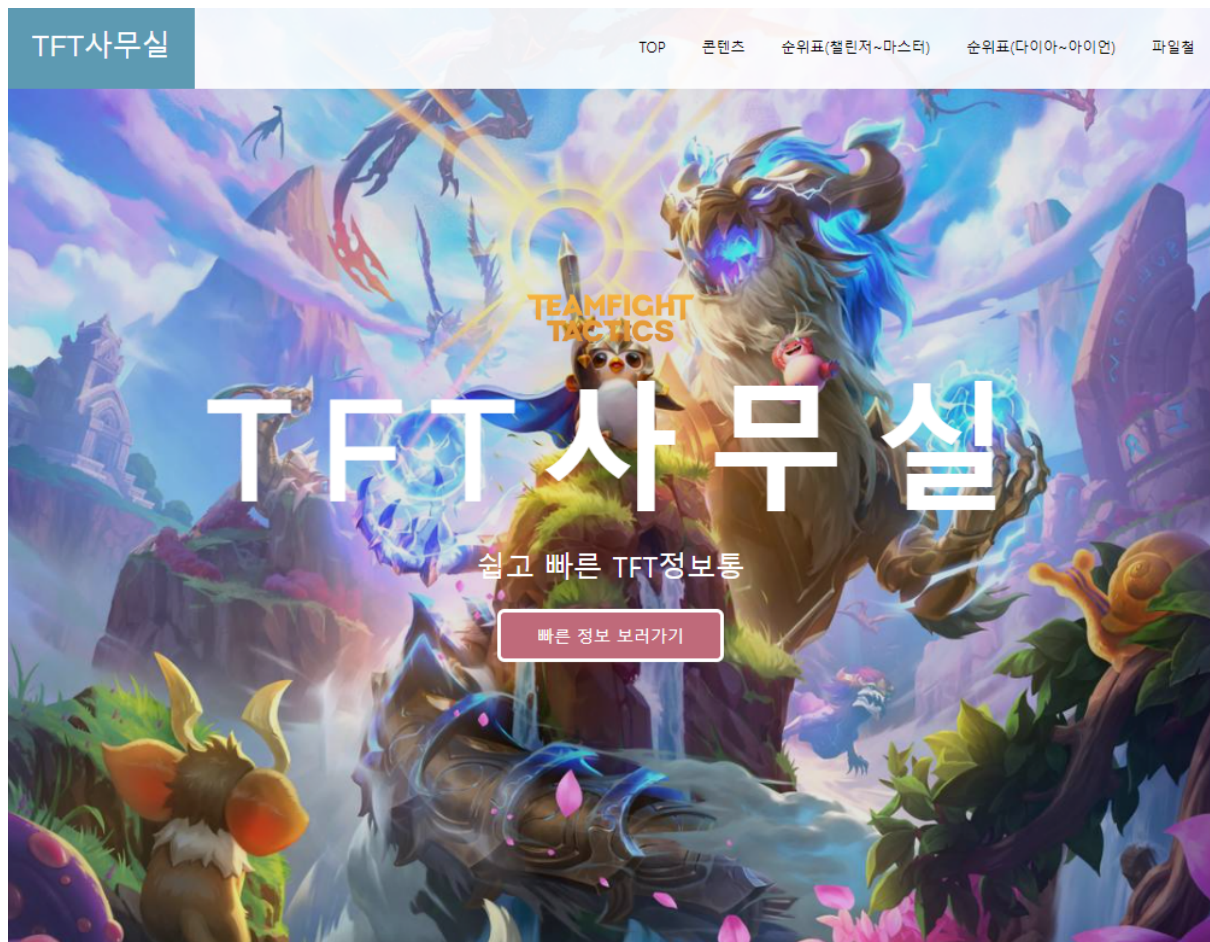 TFT사무실
TOP 콘텐츠 순위표(챌린저~마스터) 순위표(다이아~아이언) 파일철
TEAMFIGHT
TACTICS
TFT사무실
쉽고 빠른 TFT정보통
빠른 정보 보러가기